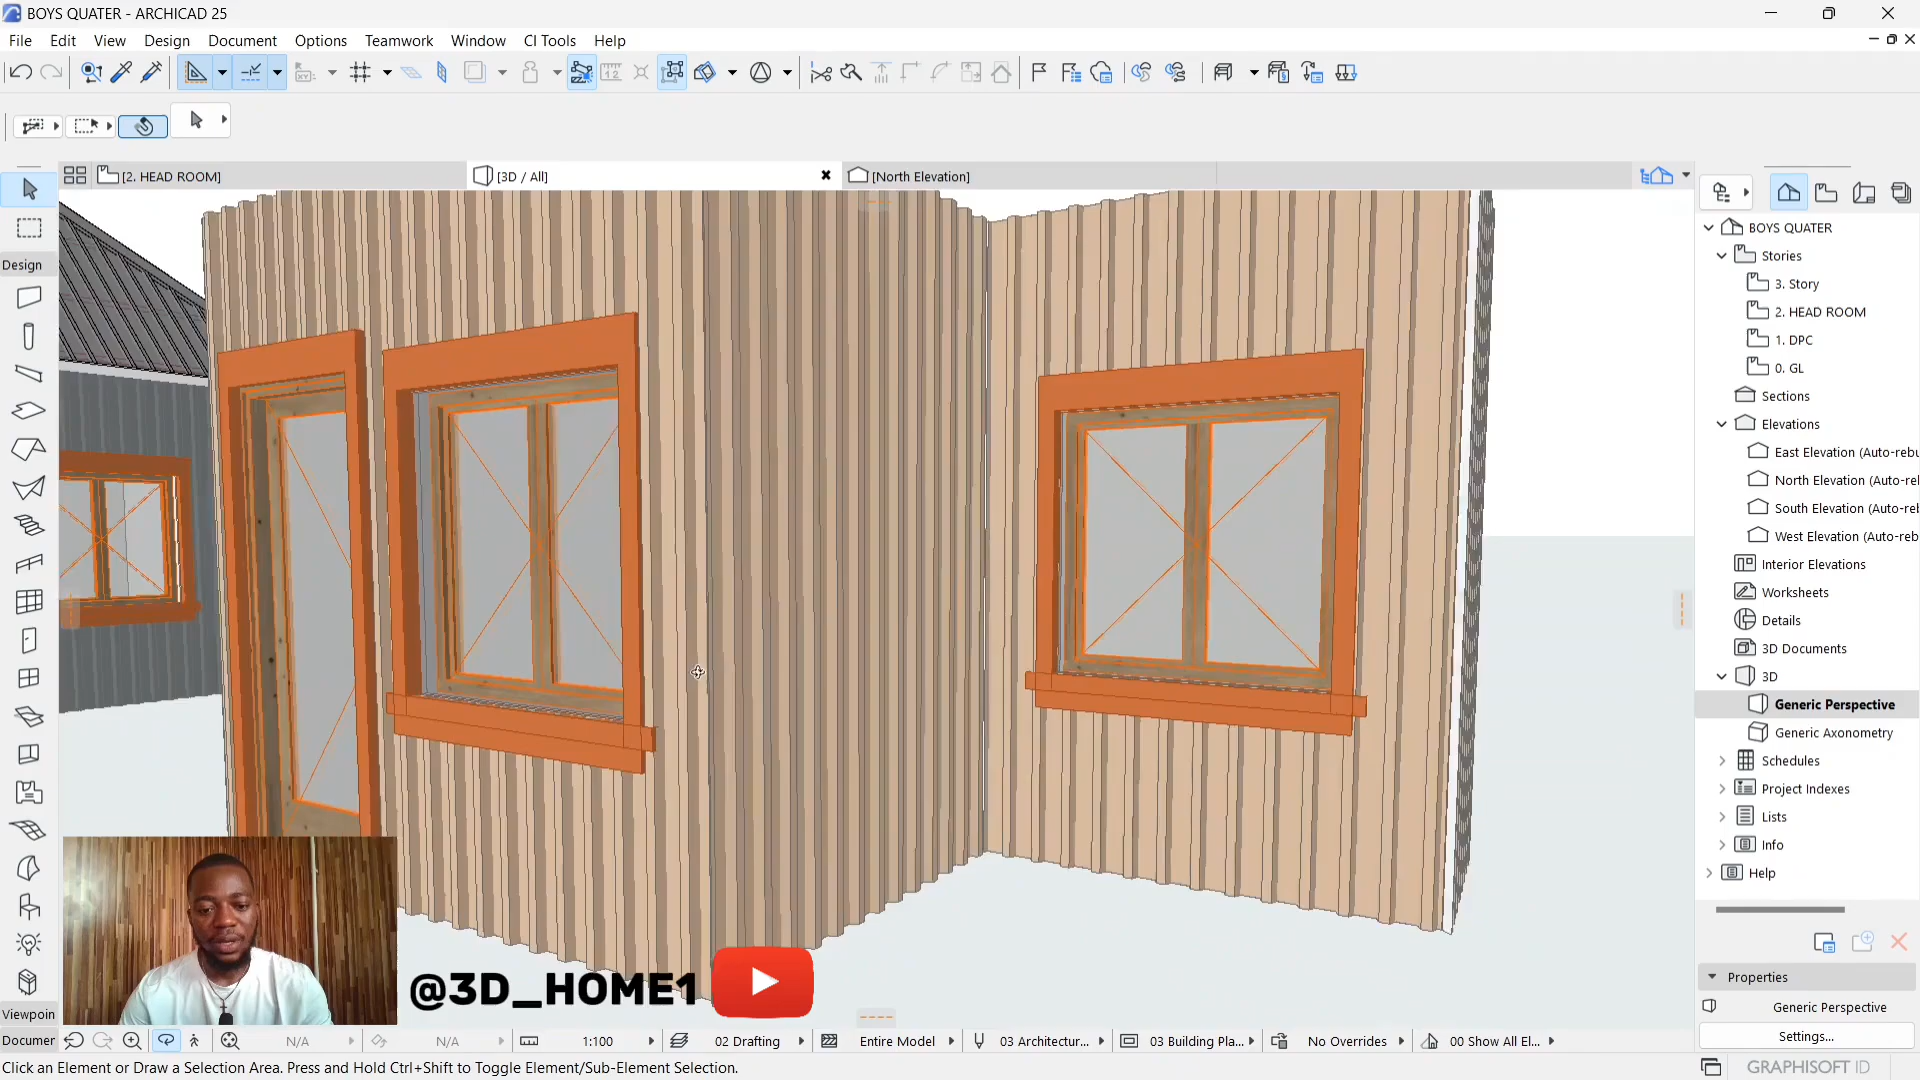 BOYS QUATER - ARCHICAD 25
File Edit View Design Document Options Teamwork Window CI Tools Help
[2. HEAD ROOM] [3D / All] [North Elevation]
Design
BOYS QUATER
Stories
3. Story
2. HEAD ROOM
1. DPC
0. GL
Sections
Elevations
East Elevation (Auto-rebu
North Elevation (Auto-rel
South Elevation (Auto-rel
West Elevation (Auto-reb
Interior Elevations
Worksheets
Details
3D Documents
3D
Generic Perspective
Generic Axonometry
Schedules
Project Indexes
Lists
Info
Help
Properties
Generic Perspective
Settings...
@3D_HOME1
Viewpoin
Documer
N/A N/A 1:100 02 Drafting Entire Model 03 Architectur... 03 Building Pla... No Overrides 00 Show All El...
Click an Element or Draw a Selection Area. Press and Hold Ctrl+Shift to Toggle Element/Sub-Element Selection.
GRAPHISOFT ID